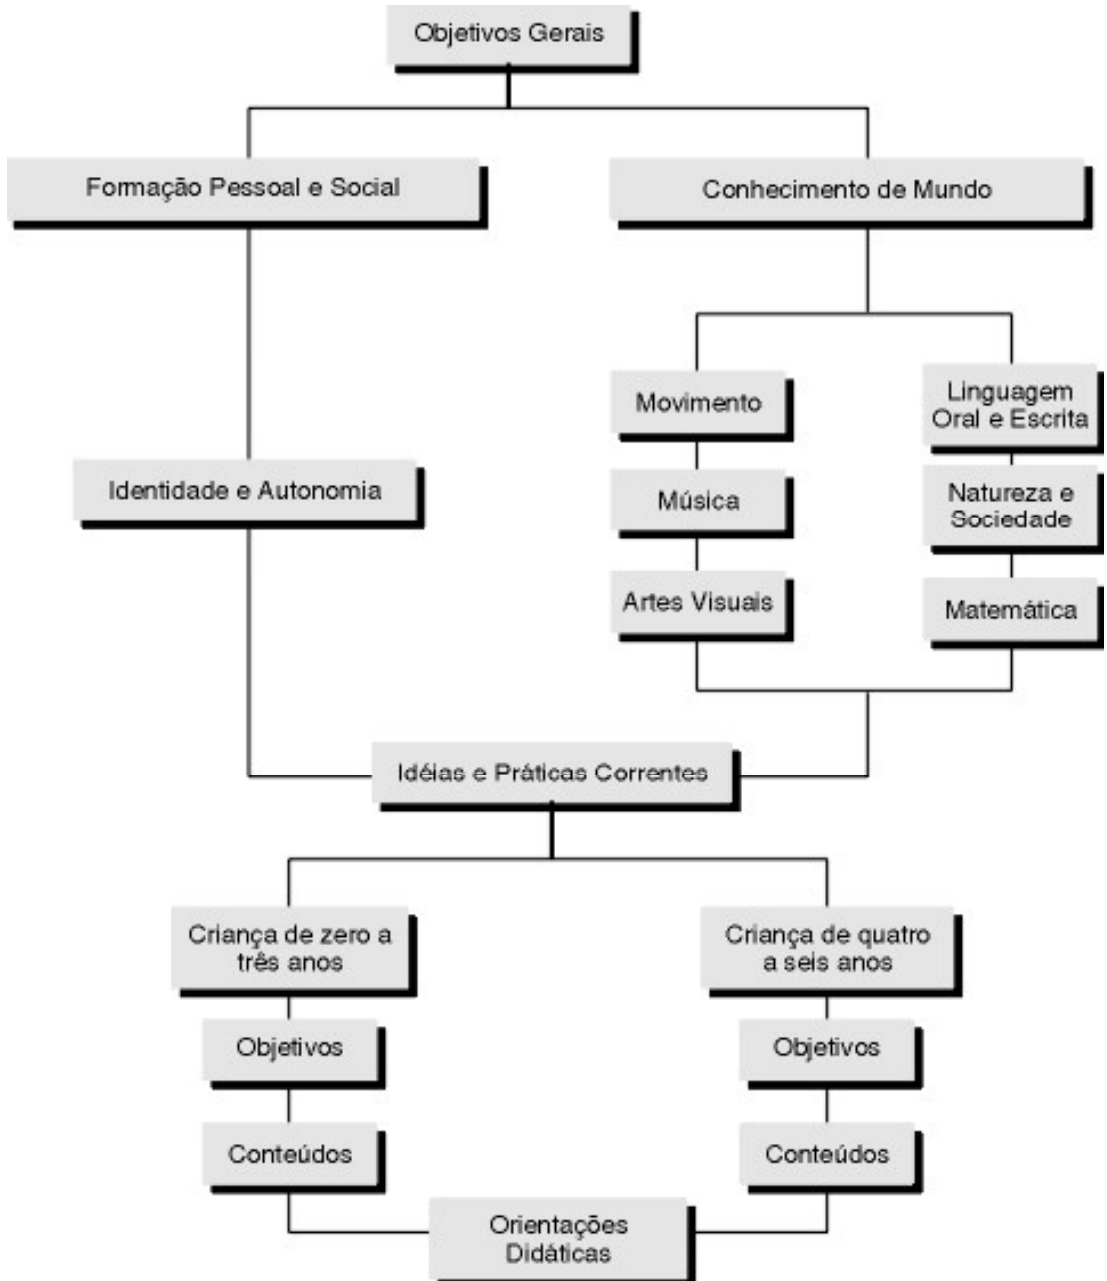 Objetivos Gerais
Formação Pessoal e Social
Conhecimento de Mundo
Movimento
Linguagem
Oral e Escrita
Identidade e Autonomia
Música
Natureza e
Sociedade
Artes Visuais
Matemática
Idéias e Práticas Correntes
Criança de zero a
três anos
Criança de quatro
a seis anos
Objetivos
Objetivos
Conteúdos
Conteúdos
Orientações
Didáticas